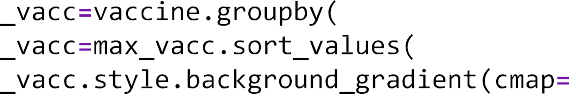 _vacc=vaccine.groupby(
_vacc=max_vacc.sort_values(
_vacc.style.background_gradient(cmap=